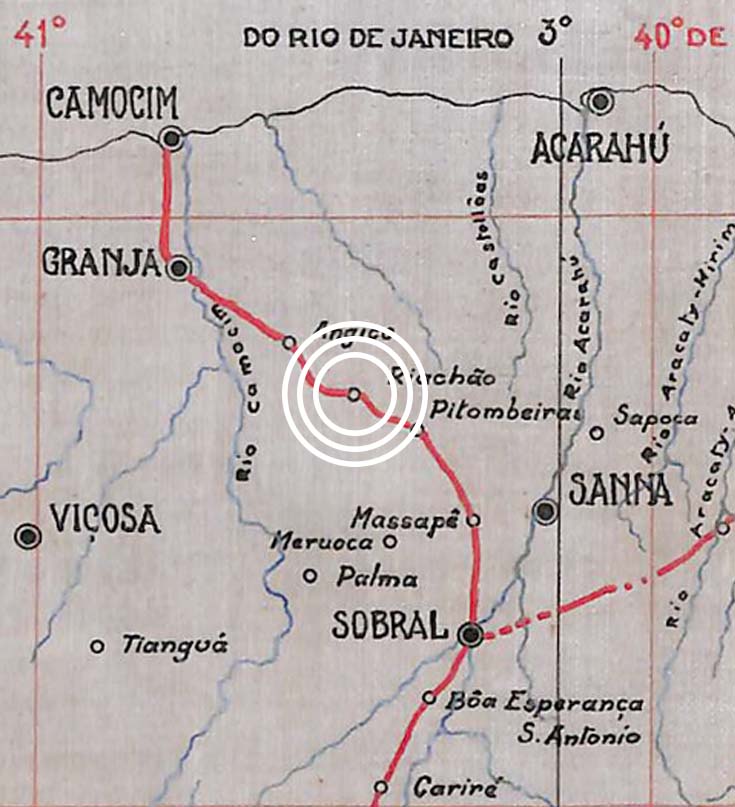 41°
DO RIO DE JANEIRO 3°
40° DE
CAMOCIM
ACARAHÚ
Rio Castellões
GRANJA
Rio Acarahú
Rio Aracaty-Mirim
Rio Camocim
Angico
Riachão
Pitombeiras
Sapoca
Aracaty-
VIÇOSA
SANNA
Massapê
Meruoca
Palma
SOBRAL
Rio
Tianguá
Bôa Esperança
S. Antonio
Cariré